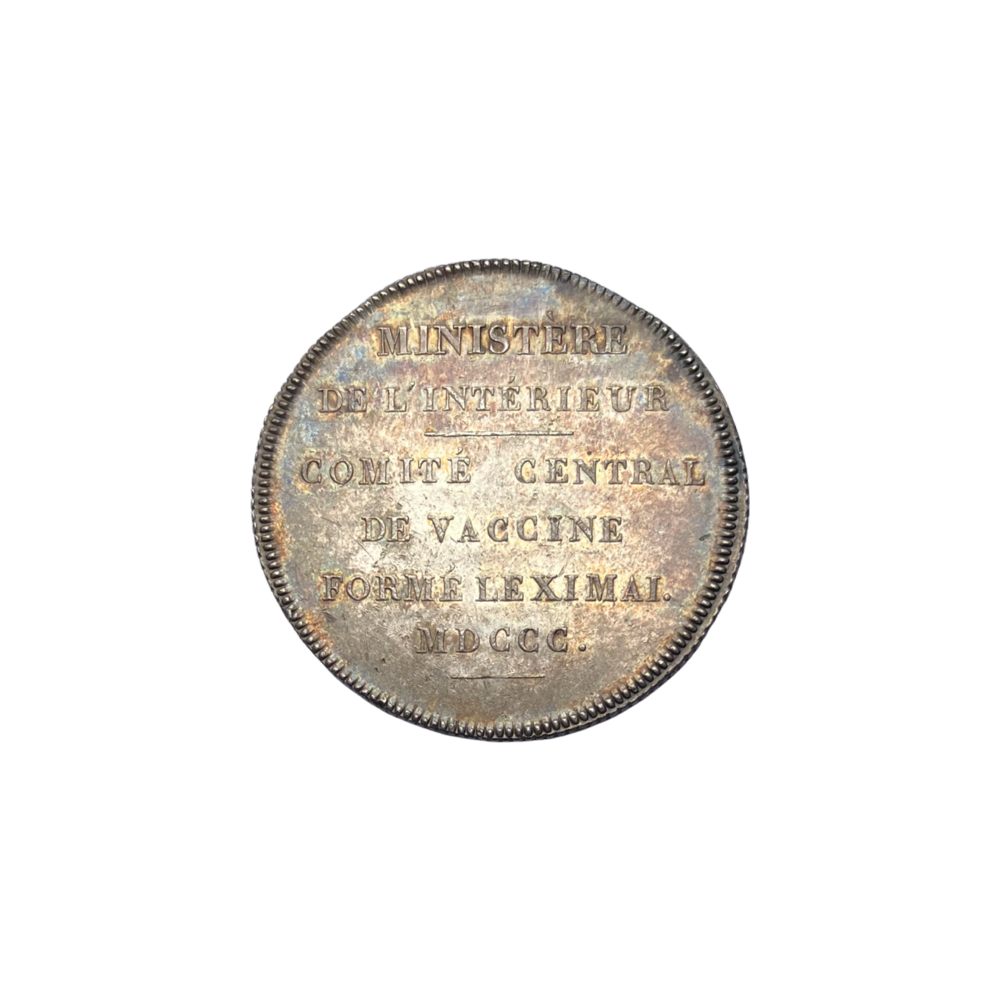 MINISTÈRE
DE L'INTÉRIEUR
COMITÉ CENTRAL
DE VACCINE
FORMÉ LE XI MAI.
MDCCC.